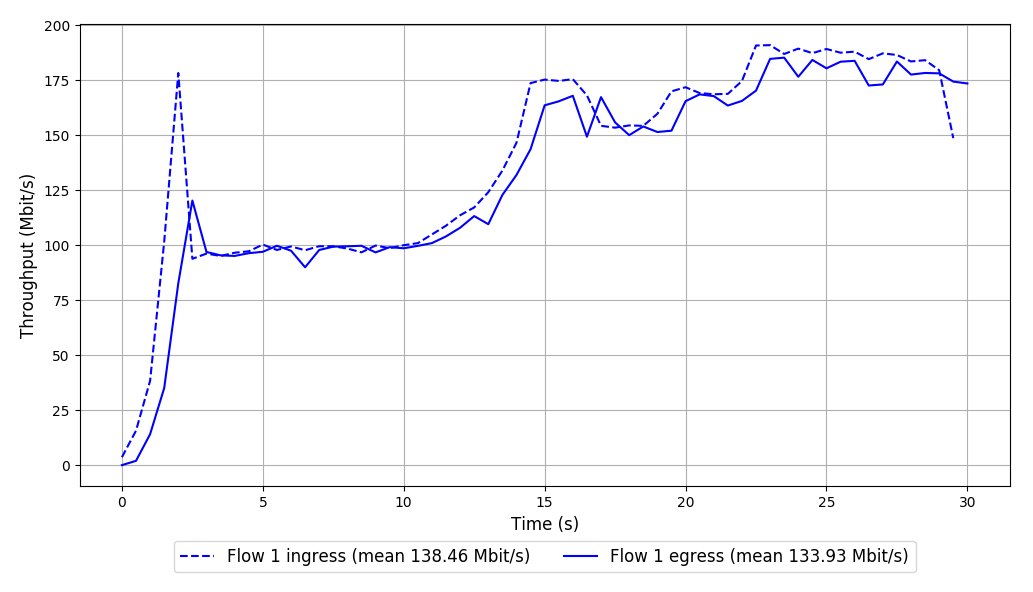 200
175
150
125
100
75
50
25
0
Throughput (Mbit/s)
0 5 10 15 20 25 30
Time (s)
Flow 1 ingress (mean 138.46 Mbit/s) Flow 1 egress (mean 133.93 Mbit/s)